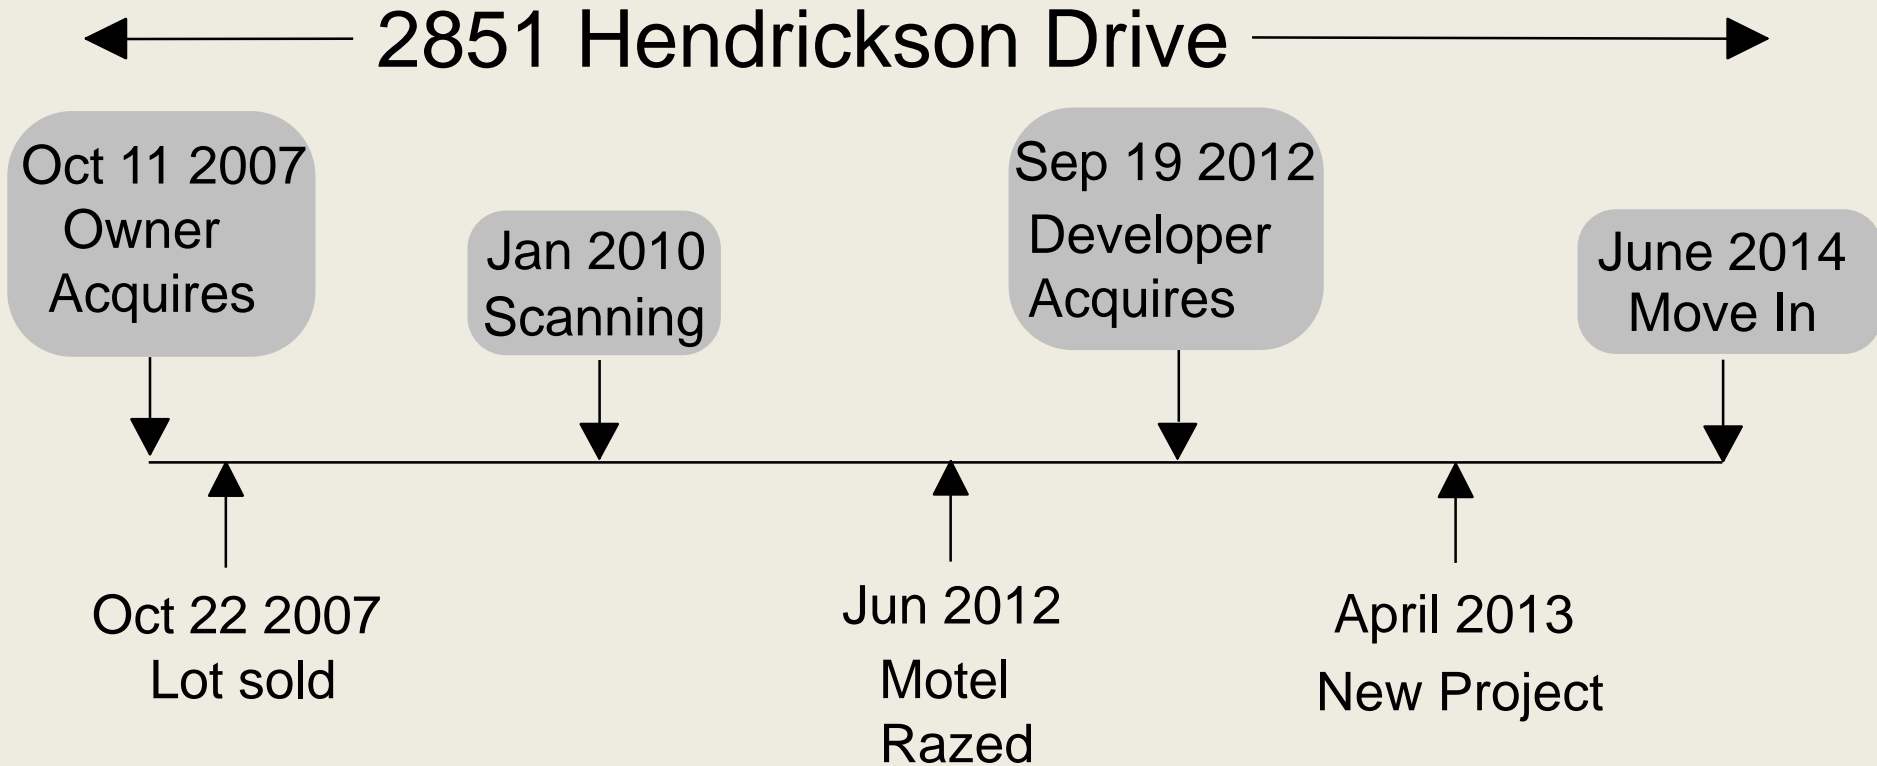 2851 Hendrickson Drive
Oct 11 2007
Owner
Acquires
Jan 2010
Scanning
Sep 19 2012
Developer
Acquires
June 2014
Move In
Oct 22 2007
Lot sold
Jun 2012
Motel
Razed
April 2013
New Project